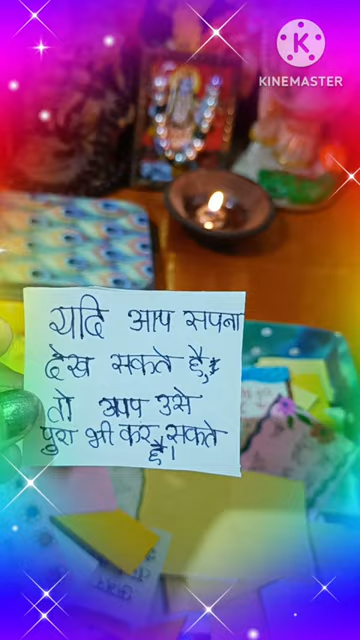 KINEMASTER
यदि आप सपना
देख सकते है,
तो आप उसे
पुरा भी कर सकते
है।